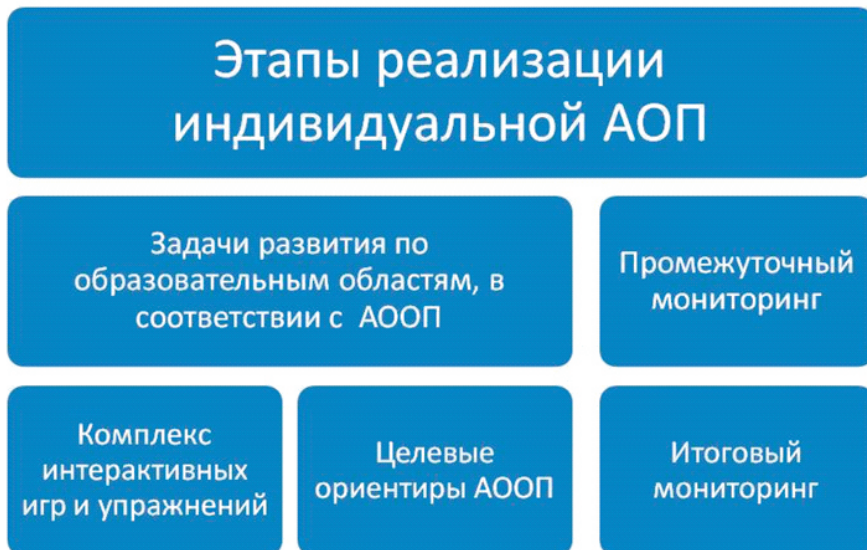 Этапы реализации
индивидуальной АОП
Задачи развития по
образовательным областям, в
соответствии с АООП
Промежуточный
мониторинг
Комплекс
интерактивных
игр и упражнений
Целевые
ориентиры АООП
Итоговый
мониторинг